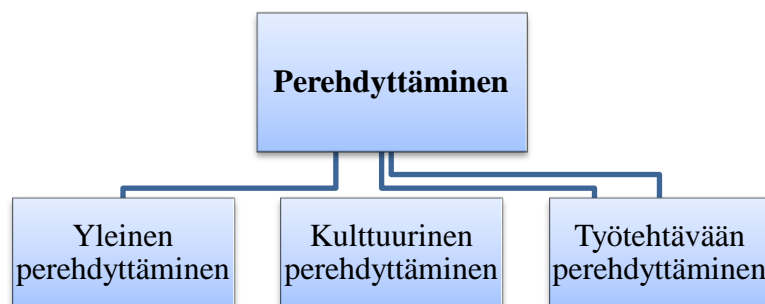 Perehdyttäminen
Yleinen
perehdyttäminen
Kulttuurinen
perehdyttäminen
Työtehtävään
perehdyttäminen